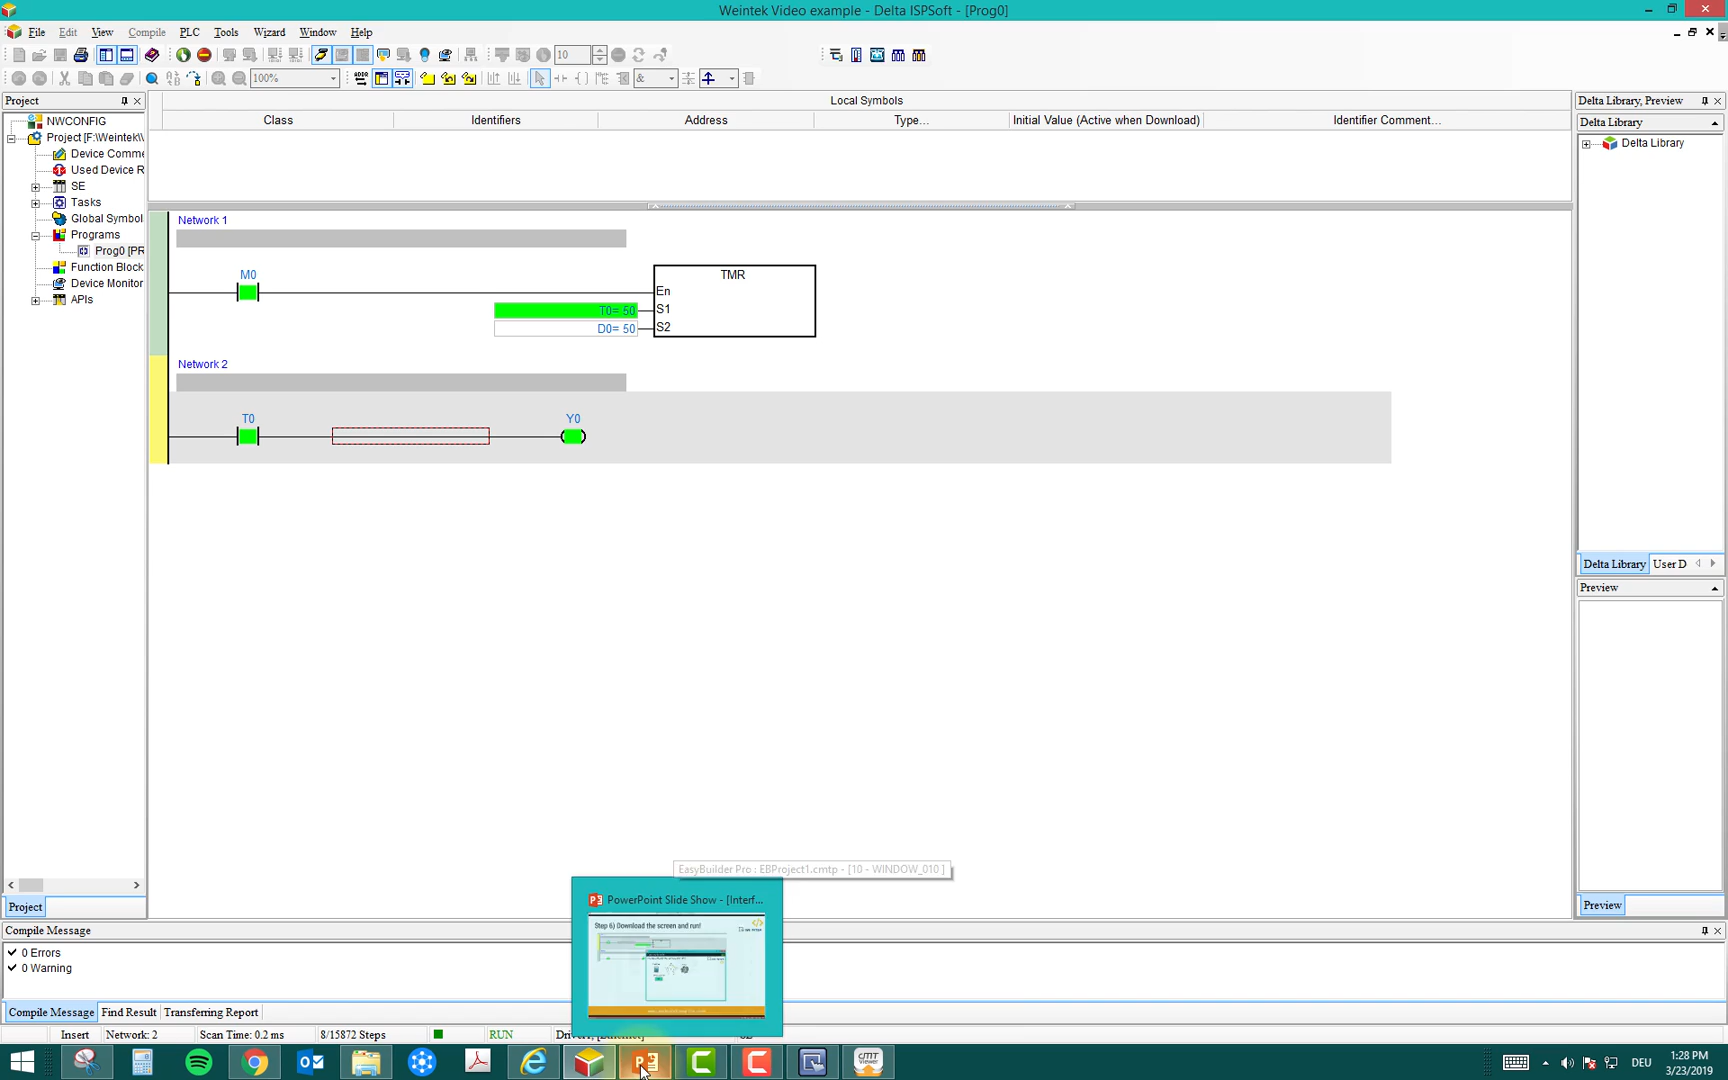 Weintek Video example - Delta ISPSoft - [Prog0]
File Edit View Compile PLC Tools Wizard Window Help
10
100%
&
Project
NWCONFIG
Project [F:\Weintek\
Device Comme
Used Device R
SE
Tasks
Global Symbol
Programs
Prog0 [PR
Function Block
Device Monitor
APIs
Project
Local Symbols
Class Identifiers Address Type... Initial Value (Active when Download) Identifier Comment...
Network 1
M0
TMR
En
T0= 50 S1
D0= 50 S2
Network 2
T0 Y0
Delta Library, Preview
Delta Library
Delta Library
Delta Library User D
Preview
Preview
EasyBuilder Pro : EBProject1.cmtp - [10 - WINDOW_010 ]
PowerPoint Slide Show - [Interf...
Step 6) Download the screen and run!
Compile Message
0 Errors
0 Warning
Compile Message Find Result Transferring Report
Insert Network: 2 Scan Time: 0.2 ms 8/15872 Steps RUN
cMT
Viewer
DEU
1:28 PM
3/23/2019